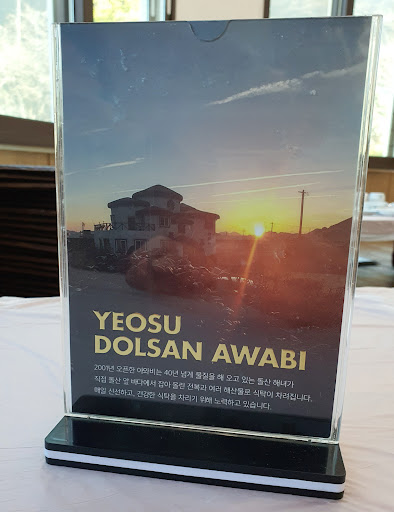 YEOSU
DOLSAN AWABI
2001년 오픈한 아와비는 40년 넘게 물질을 해 오고 있는 돌산 해녀가
직접 돌산 앞 바다에서 잡아 올린 전복과 여러 해산물로 식탁이 차려집니다.
매일 신선하고, 건강한 식탁을 차리기 위해 노력하고 있습니다.